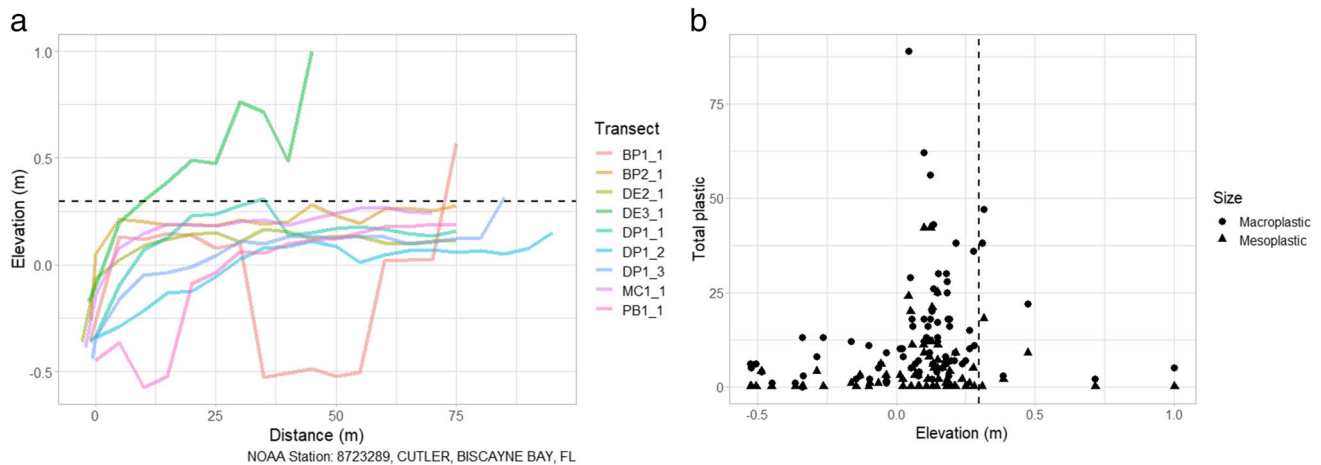 a
Elevation (m)
1.0
0.5
0.0
-0.5
0
25
50
75
Distance (m)
NOAA Station: 8723289, CUTLER, BISCAYNE BAY, FL
Transect
BP1_1
BP2_1
DE2_1
DE3_1
DP1_1
DP1_2
DP1_3
MC1_1
PB1_1
b
Total plastic
75
50
25
0
-0.5
0.0
0.5
1.0
Elevation (m)
Size
Macroplastic
Mesoplastic